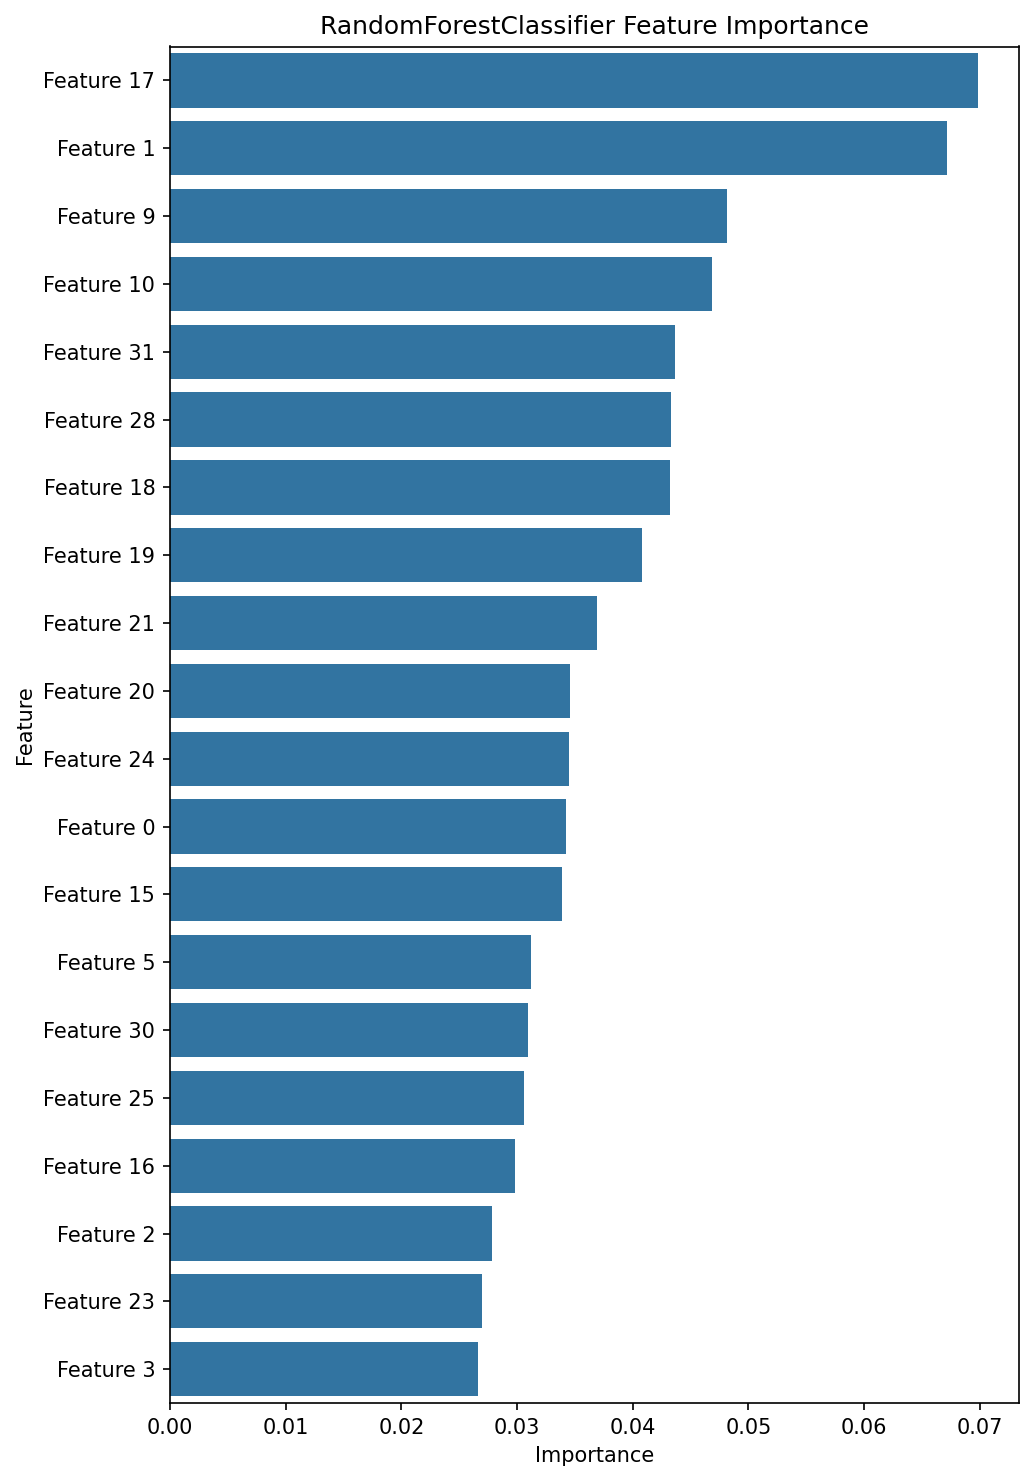 RandomForestClassifier Feature Importance
Feature 17
Feature 1
Feature 9
Feature 10
Feature 31
Feature 28
Feature 18
Feature 19
Feature 21
Feature 20
Feature 24
Feature 0
Feature 15
Feature 5
Feature 30
Feature 25
Feature 16
Feature 2
Feature 23
Feature 3
Feature
0.00 0.01 0.02 0.03 0.04 0.05 0.06 0.07
Importance